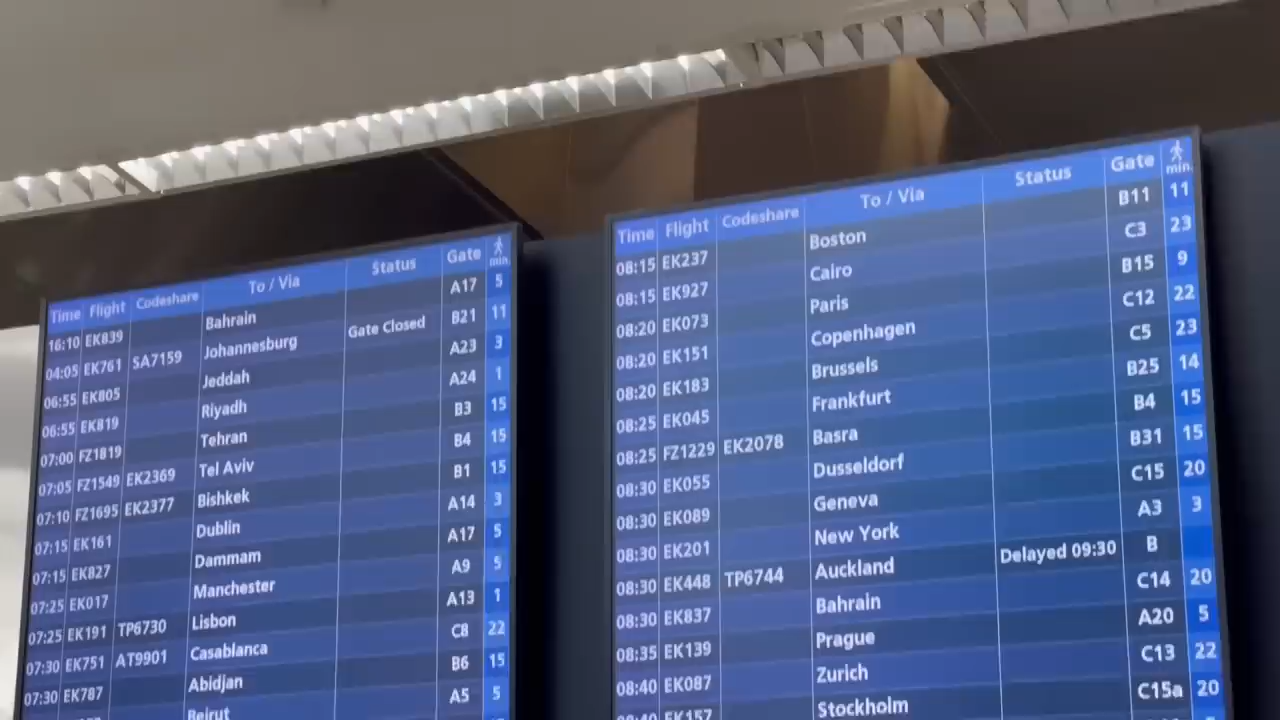 Time Flight Codeshare To / Via Status Gate min.
16:10 EK839 Bahrain A17 5
04:05 EK761 SA7159 Johannesburg Gate Closed B21 11
06:55 EK805 Jeddah A23 3
06:55 EK819 Riyadh A24 1
07:00 FZ1819 Tehran B3 15
07:05 FZ1549 EK2369 Tel Aviv B4 15
07:10 FZ1695 EK2377 Bishkek B1 15
07:15 EK161 Dublin A14 3
07:15 EK827 Dammam A17 5
07:25 EK017 Manchester A9 5
07:25 EK191 TP6730 Lisbon A13 1
07:30 EK751 AT9901 Casablanca C8 22
07:30 EK787 Abidjan B6 15
Beirut A5 5
Time Flight Codeshare To / Via Status Gate min.
08:15 EK237 Boston B11 11
08:15 EK927 Cairo C3 23
08:20 EK073 Paris B15 9
08:20 EK151 Copenhagen C12 22
08:20 EK183 Brussels C5 23
08:25 EK045 Frankfurt B25 14
08:25 FZ1229 EK2078 Basra B4 15
08:30 EK055 Dusseldorf B31 15
08:30 EK089 Geneva C15 20
08:30 EK201 New York A3 3
08:30 EK448 TP6744 Auckland Delayed 09:30 B
08:30 EK837 Bahrain C14 20
08:35 EK139 Prague A20 5
08:40 EK087 Zurich C13 22
08:40 EK157 Stockholm C15a 20